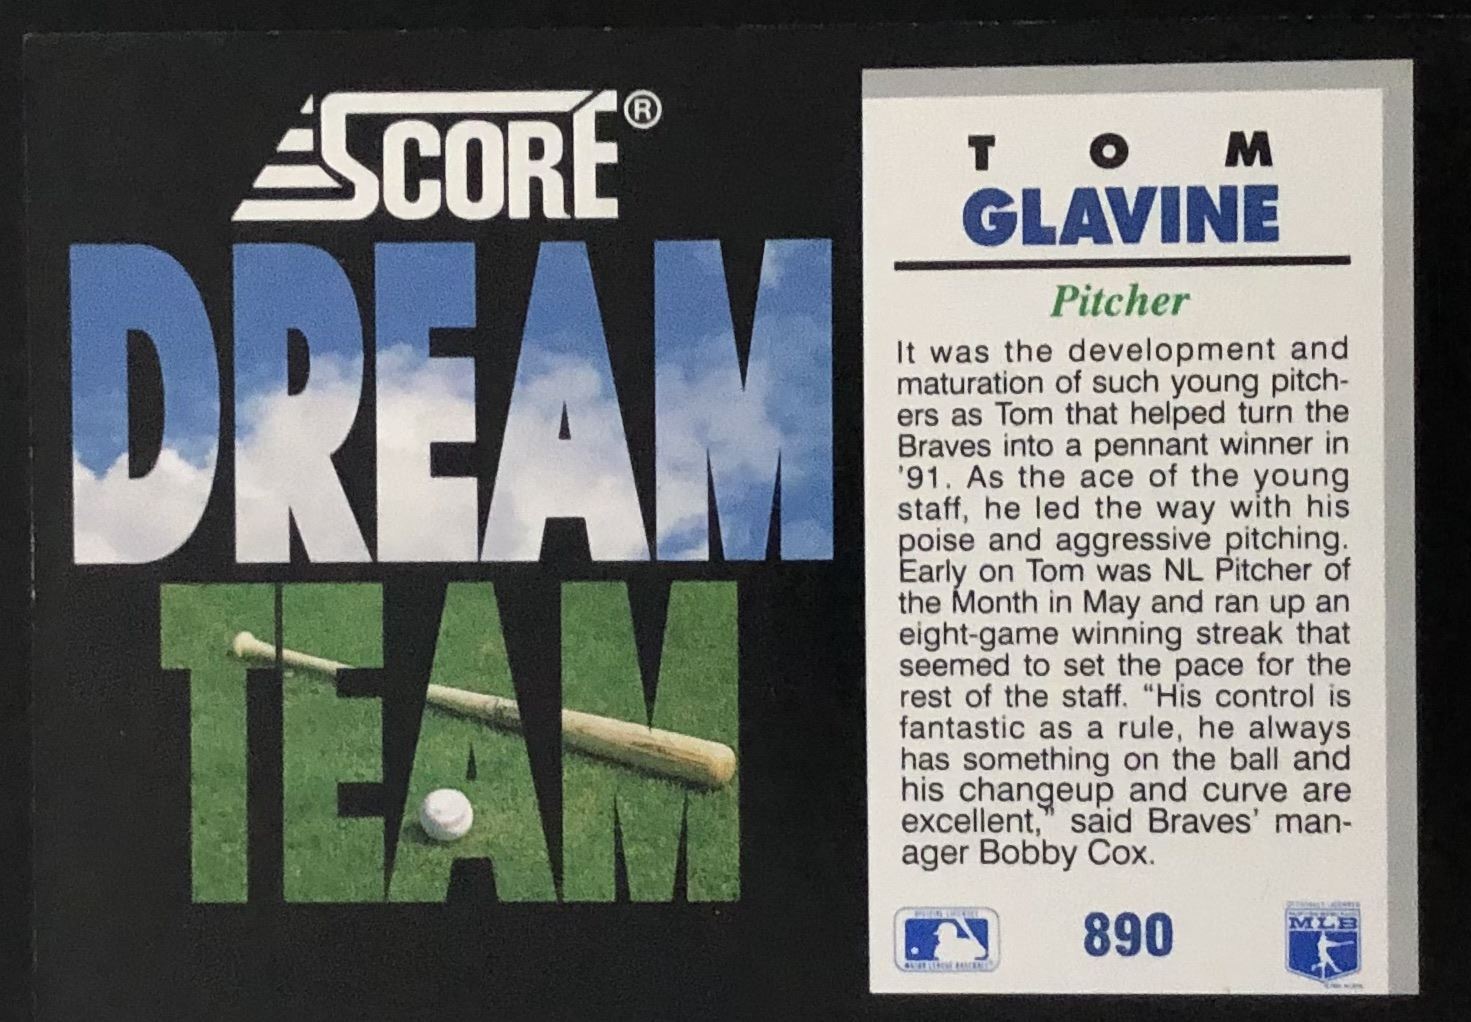 SCORE®
DREAM
TEAM
TOM
GLAVINE
Pitcher
It was the development and
maturation of such young pitch-
ers as Tom that helped turn the
Braves into a pennant winner in
'91. As the ace of the young
staff, he led the way with his
poise and aggressive pitching.
Early on Tom was NL Pitcher of
the Month in May and ran up an
eight-game winning streak that
seemed to set the pace for the
rest of the staff. “His control is
fantastic as a rule, he always
has something on the ball and
his changeup and curve are
excellent,” said Braves’ man-
ager Bobby Cox.
890
MLB